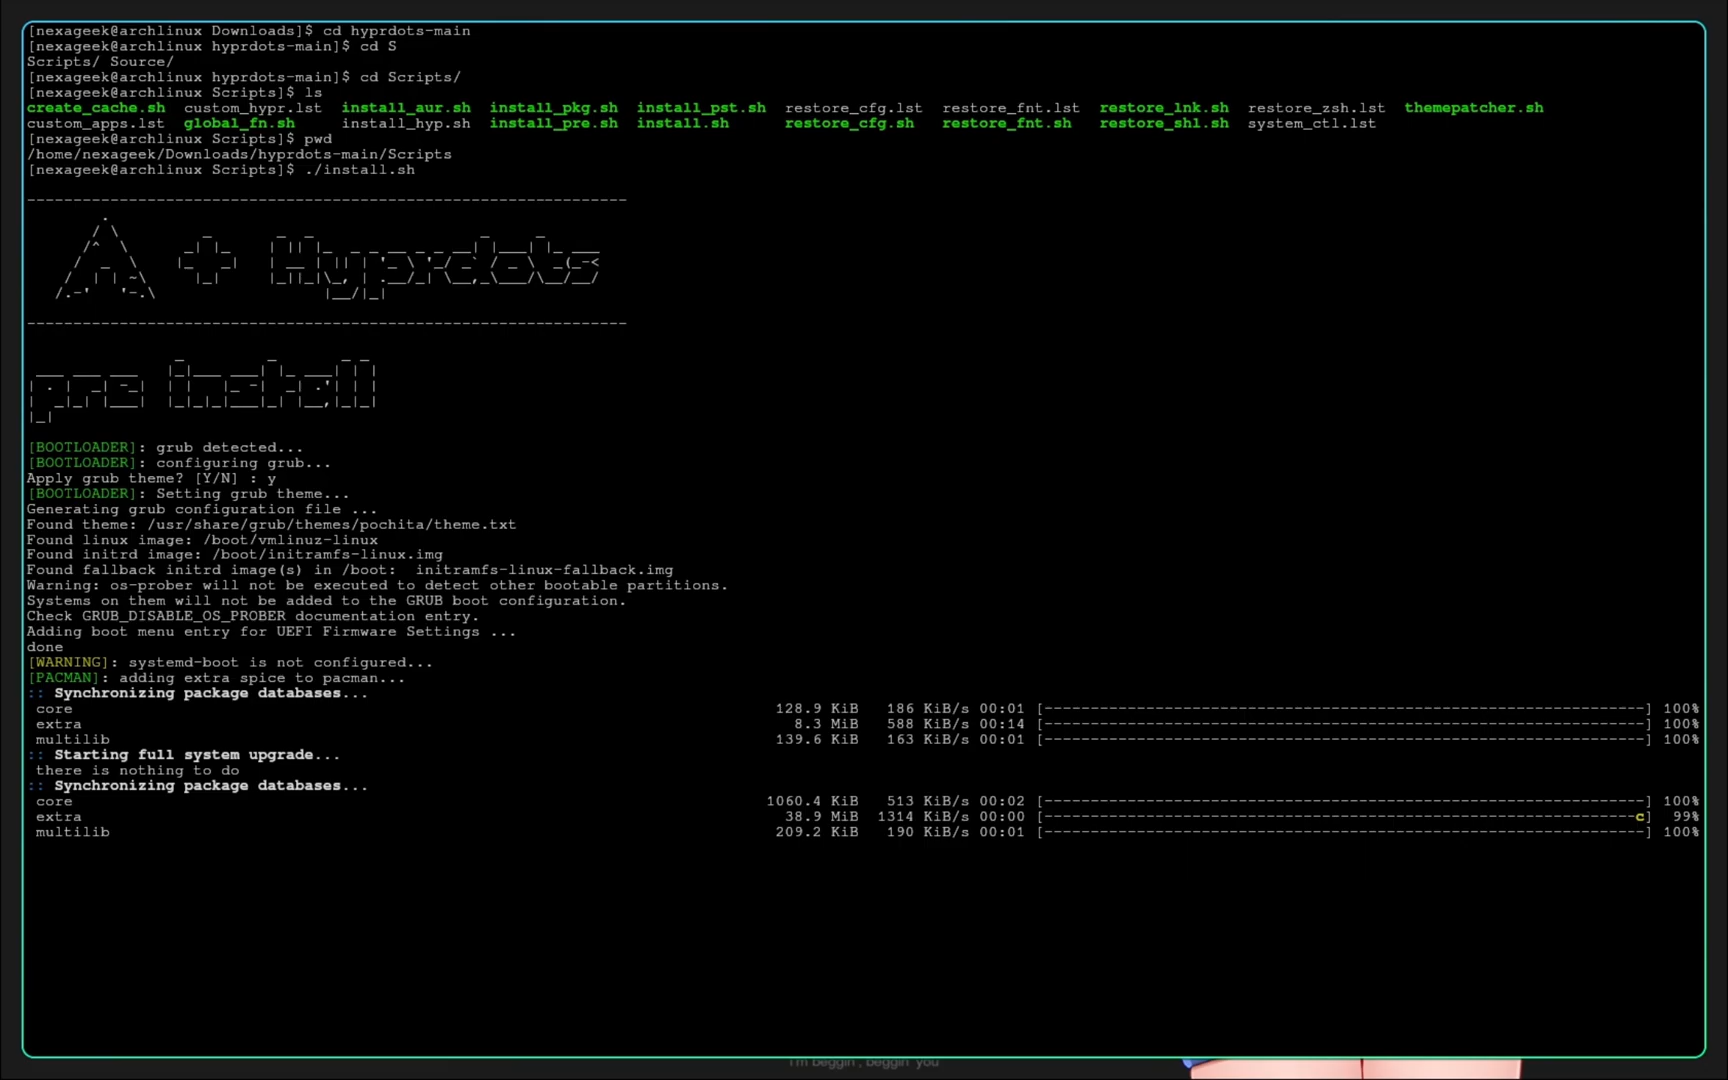 [nexageek@archlinux Downloads]$ cd hyprdots-main
[nexageek@archlinux hyprdots-main]$ cd S
Scripts/ Source/
[nexageek@archlinux hyprdots-main]$ cd Scripts/
[nexageek@archlinux Scripts]$ ls
create_cache.sh custom_hypr.lst install_aur.sh install_pkg.sh install_pst.sh restore_cfg.lst restore_fnt.lst restore_lnk.sh restore_zsh.lst themepatcher.sh
custom_apps.lst global_fn.sh install_hyp.sh install_pre.sh install.sh restore_cfg.sh restore_fnt.sh restore_shl.sh system_ctl.lst
[nexageek@archlinux Scripts]$ pwd
/home/nexageek/Downloads/hyprdots-main/Scripts
[nexageek@archlinux Scripts]$ ./install.sh
+ Hyprdots
pre install
[BOOTLOADER]: grub detected...
[BOOTLOADER]: configuring grub...
Apply grub theme? [Y/N] : y
[BOOTLOADER]: Setting grub theme...
Generating grub configuration file ...
Found theme: /usr/share/grub/themes/pochita/theme.txt
Found linux image: /boot/vmlinuz-linux
Found initrd image: /boot/initramfs-linux.img
Found fallback initrd image(s) in /boot:  initramfs-linux-fallback.img
Warning: os-prober will not be executed to detect other bootable partitions.
Systems on them will not be added to the GRUB boot configuration.
Check GRUB_DISABLE_OS_PROBER documentation entry.
Adding boot menu entry for UEFI Firmware Settings ...
done
[WARNING]: systemd-boot is not configured...
[PACMAN]: adding extra spice to pacman...
:: Synchronizing package databases...
core 128.9 KiB 186 KiB/s 00:01 [------------------------------------------------------------------] 100%
extra 8.3 MiB 588 KiB/s 00:14 [------------------------------------------------------------------] 100%
multilib 139.6 KiB 163 KiB/s 00:01 [------------------------------------------------------------------] 100%
:: Starting full system upgrade...
there is nothing to do
:: Synchronizing package databases...
core 1060.4 KiB 513 KiB/s 00:02 [------------------------------------------------------------------] 100%
extra 38.9 MiB 1314 KiB/s 00:00 [-----------------------------------------------------------------c] 99%
multilib 209.2 KiB 190 KiB/s 00:01 [------------------------------------------------------------------] 100%
I'm beggin', beggin' you